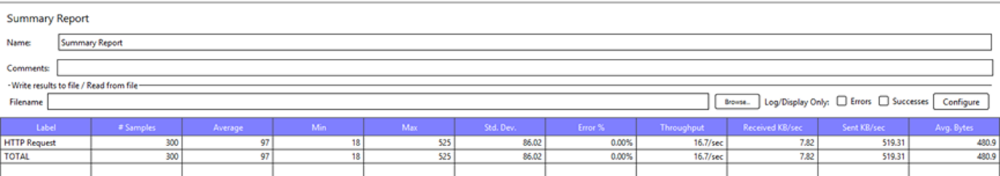 Summary Report
Name: Summary Report
Comments:
Write results to file / Read from file
Filename Browse... Log/Display Only: Errors Successes Configure
Label # Samples Average Min Max Std. Dev. Error % Throughput Received KB/sec Sent KB/sec Avg. Bytes
HTTP Request 300 97 18 525 86.02 0.00% 16.7/sec 7.82 519.31 480.9
TOTAL 300 97 18 525 86.02 0.00% 16.7/sec 7.82 519.31 480.9